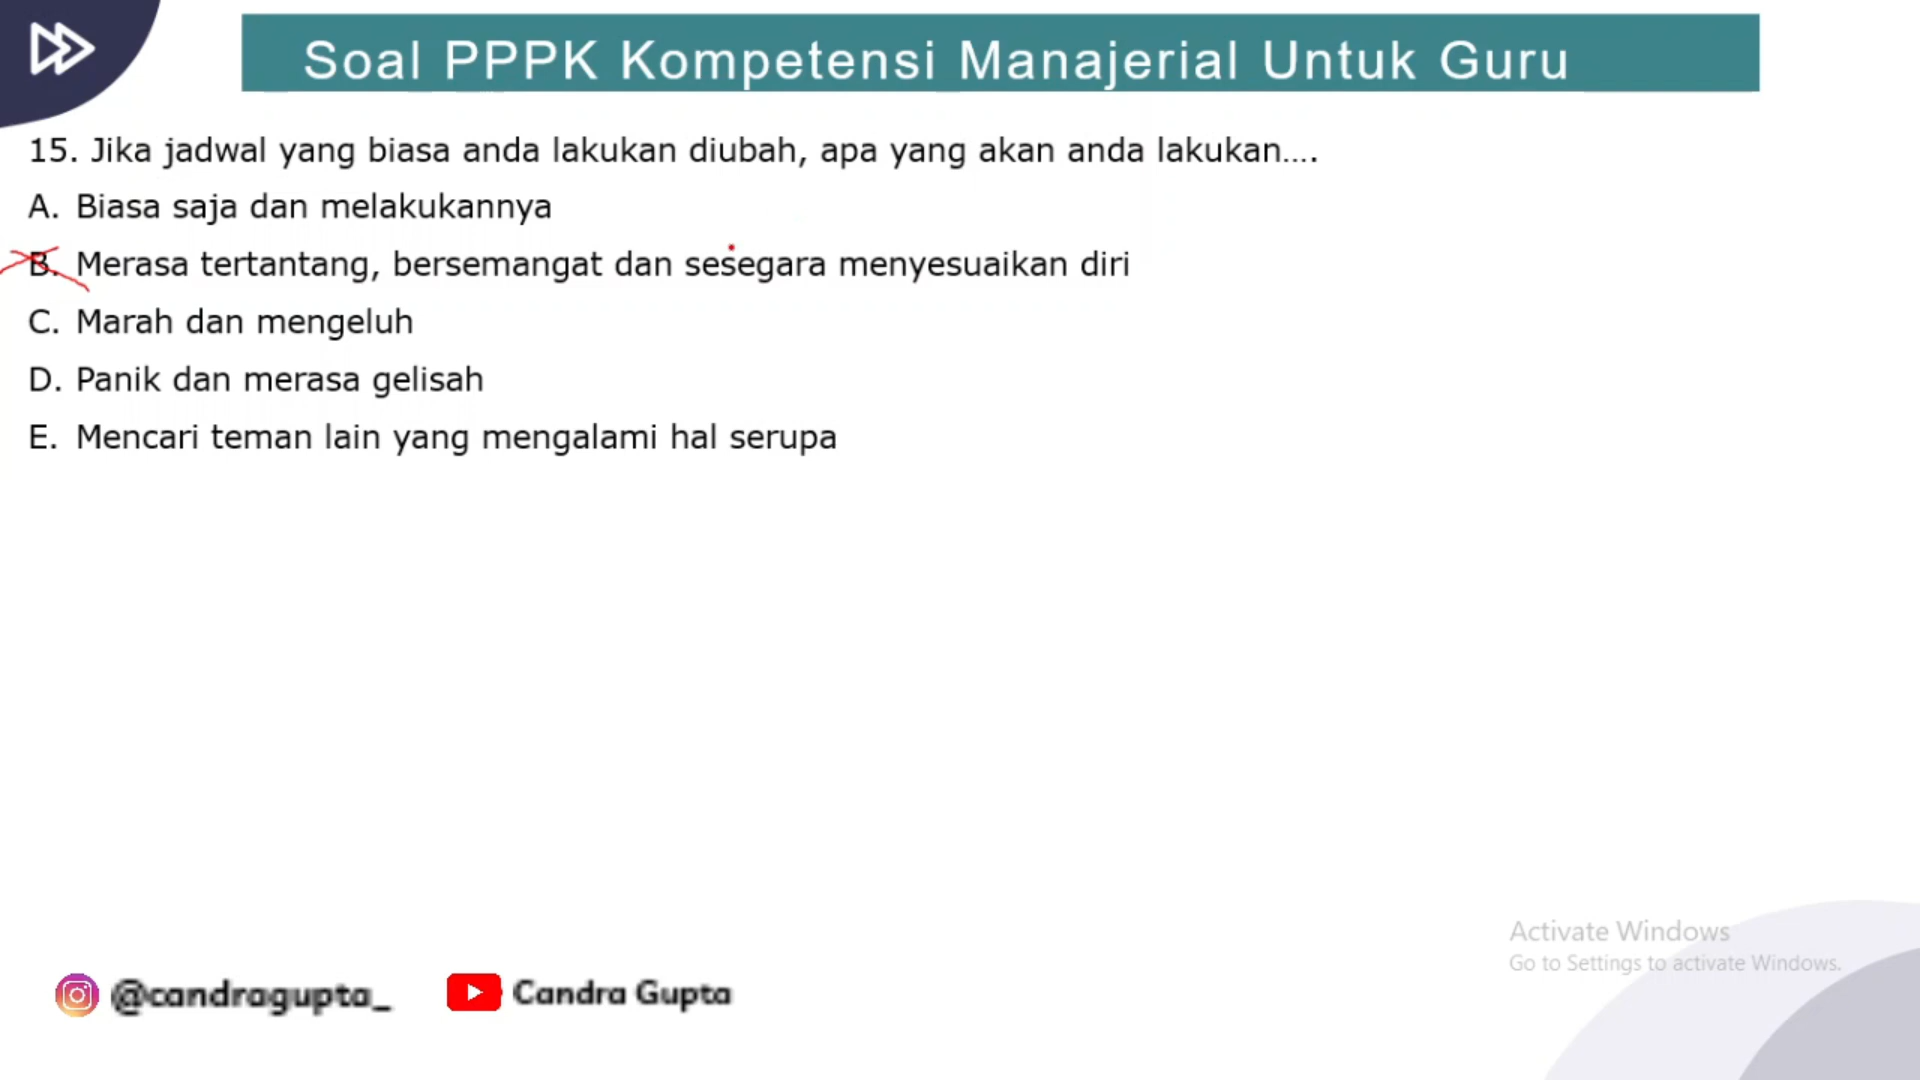 Soal PPPK Kompetensi Manajerial Untuk Guru
15. Jika jadwal yang biasa anda lakukan diubah, apa yang akan anda lakukan....
A. Biasa saja dan melakukannya
B. Merasa tertantang, bersemangat dan sesegara menyesuaikan diri
C. Marah dan mengeluh
D. Panik dan merasa gelisah
E. Mencari teman lain yang mengalami hal serupa
Activate Windows
Go to Settings to activate Windows.
@candragupta_ Candra Gupta